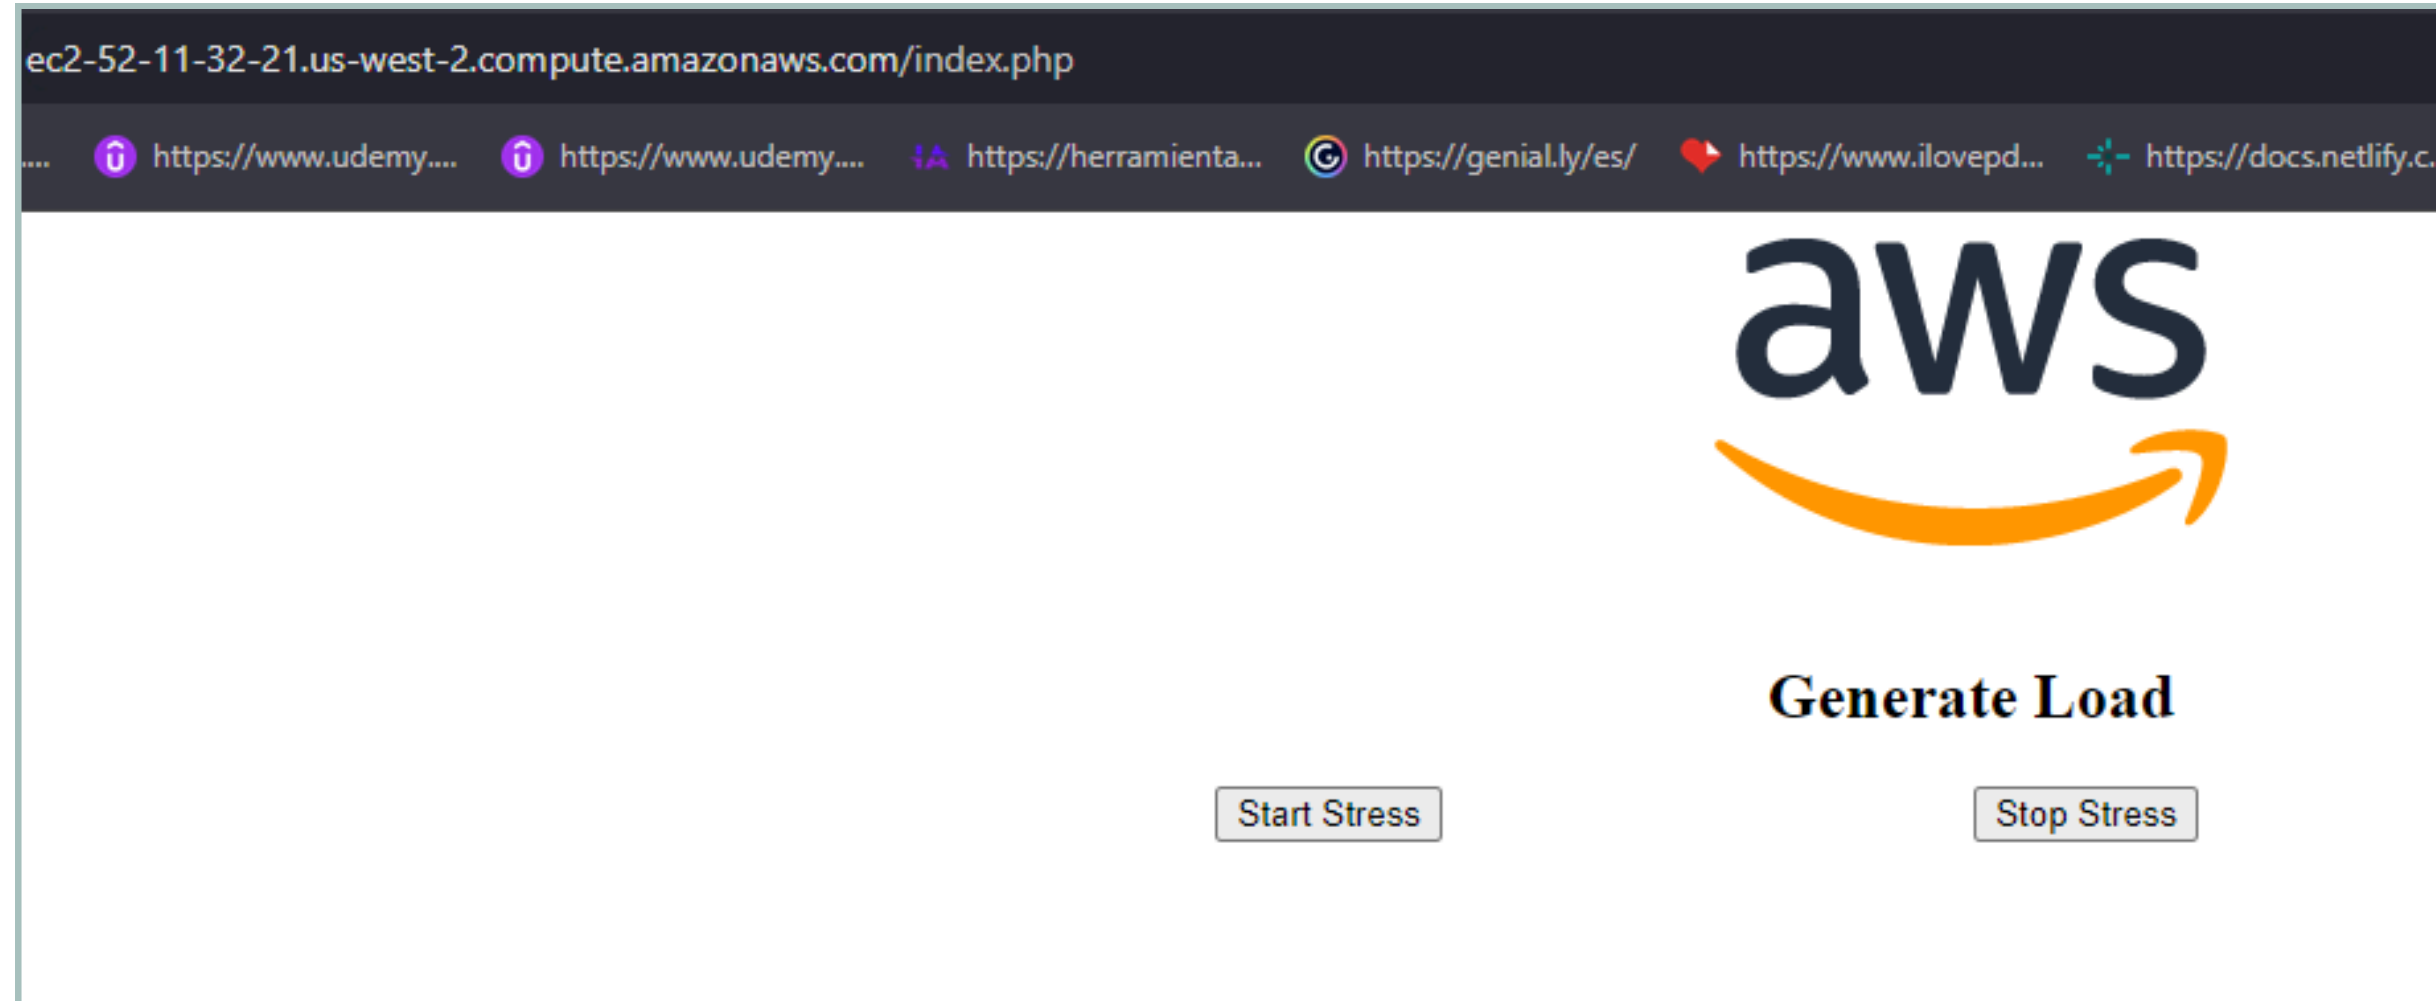 ec2-52-11-32-21.us-west-2.compute.amazonaws.com/index.php
.... https://www.udemy.... https://www.udemy.... https://herramienta... https://genial.ly/es/ https://www.ilovepd... https://docs.netlify.c.
aws
Generate Load
Start Stress Stop Stress